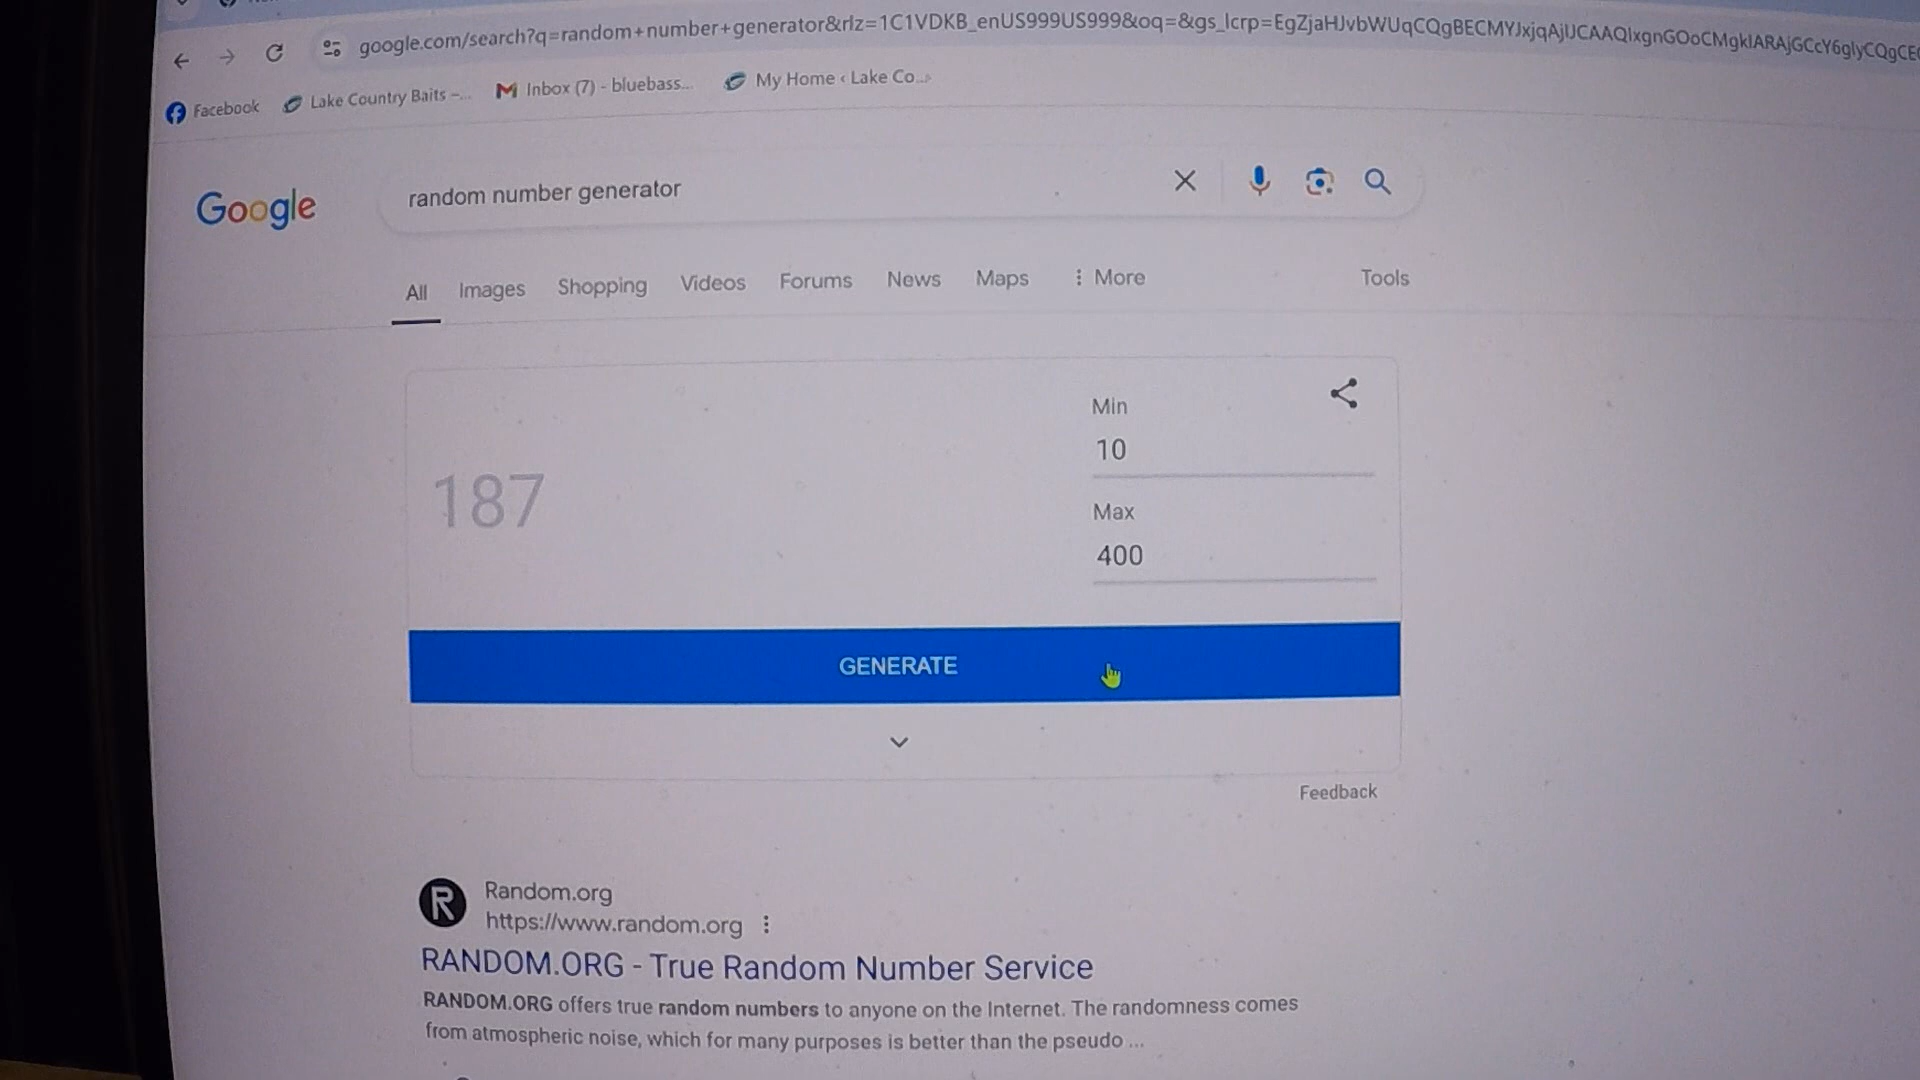 google.com/search?q=random+number+generator&rlz=1C1VDKB_enUS999US999&oq=&gs_lcrp=
Facebook Lake Country Baits –... Inbox (7) - bluebass... My Home ‹ Lake Co...
Google random number generator
All Images Shopping Videos Forums News Maps More Tools
Min
10
187
Max
400
GENERATE
Feedback
R Random.org
https://www.random.org
RANDOM.ORG - True Random Number Service
RANDOM.ORG offers true random numbers to anyone on the Internet. The randomness comes
from atmospheric noise, which for many purposes is better than the pseudo ...